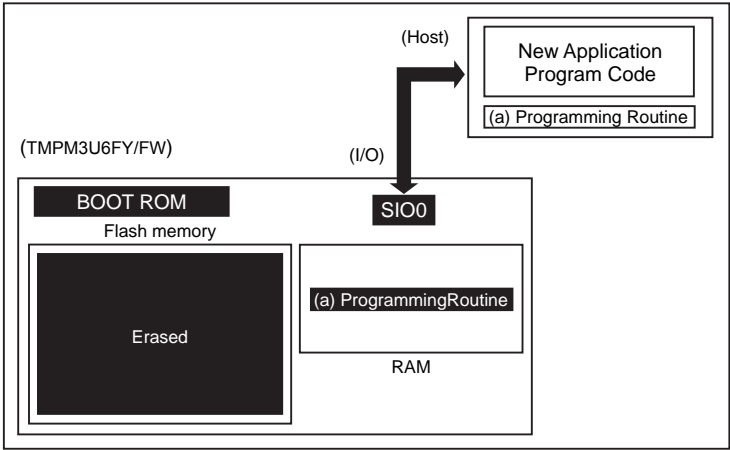 (Host)
New Application
Program Code
(a) Programming Routine
(TMPM3U6FY/FW)
(I/O)
BOOT ROM
SIO0
Flash memory
(a) ProgrammingRoutine
Erased
RAM